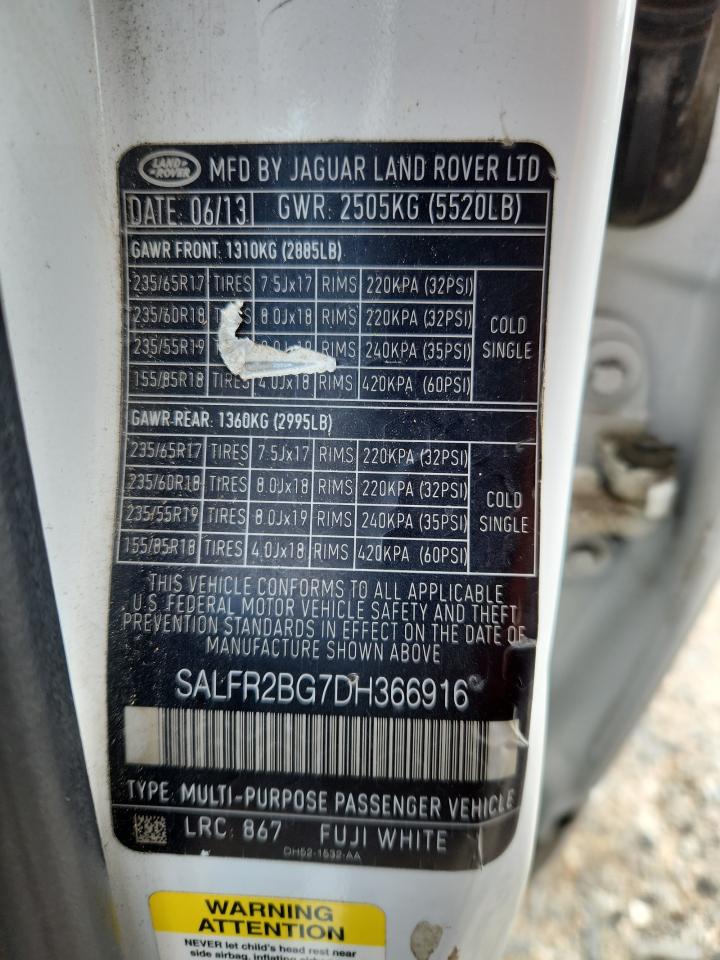 LAND ROVER MFD BY JAGUAR LAND ROVER LTD
DATE: 06/13 GWR: 2505KG (5520LB)
GAWR FRONT: 1310KG (2885LB)
235/65R17 TIRES 7.5Jx17 RIMS 220KPA (32PSI)
235/60R18 TIRES 8.0Jx18 RIMS 220KPA (32PSI)
COLD
235/55R19 RIMS 240KPA (35PSI)
SINGLE
155/85R18 TIRES 4.0Jx18 RIMS 420KPA (60PSI)
GAWR REAR: 1360KG (2995LB)
235/65R17 TIRES 7.5Jx17 RIMS 220KPA (32PSI)
235/60R18 TIRES 8.0Jx18 RIMS 220KPA (32PSI)
COLD
235/55R19 TIRES 8.0Jx19 RIMS 240KPA (35PSI)
SINGLE
155/85R18 TIRES 4.0Jx18 RIMS 420KPA (60PSI)
THIS VEHICLE CONFORMS TO ALL APPLICABLE
U.S. FEDERAL MOTOR VEHICLE SAFETY AND THEFT
PREVENTION STANDARDS IN EFFECT ON THE DATE OF
MANUFACTURE SHOWN ABOVE
SALFR2BG7DH366916
TYPE: MULTI-PURPOSE PASSENGER VEHICLE
LRC: 867 FUJI WHITE
DH52-1532-AA
WARNING
ATTENTION
NEVER let child's head rest near
side airbag, inflating